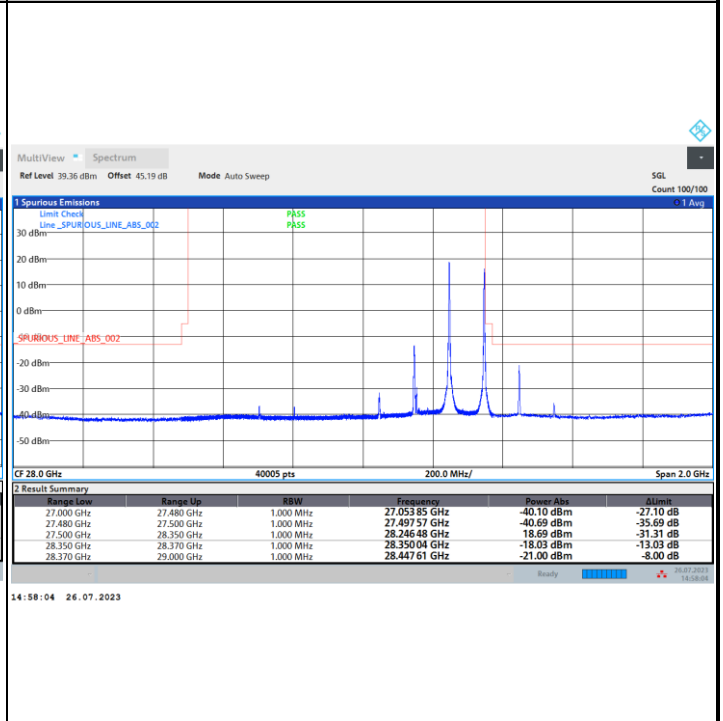 MultiView Spectrum
Ref Level 39.36 dBm Offset 45.19 dB Mode Auto Sweep SGL
Count 100/100
1 Spurious Emissions 1 Avg
Limit Check PASS
Line _SPURIOUS_LINE_ABS_002 PASS
30 dBm
20 dBm
10 dBm
0 dBm
_SPURIOUS_LINE_ABS_002
-20 dBm
-30 dBm
-40 dBm
-50 dBm
CF 28.0 GHz 40005 pts 200.0 MHz/ Span 2.0 GHz
2 Result Summary
Range Low Range Up RBW Frequency Power Abs ΔLimit
27.000 GHz 27.480 GHz 1.000 MHz 27.053 85 GHz -40.10 dBm -27.10 dB
27.480 GHz 27.500 GHz 1.000 MHz 27.497 57 GHz -40.69 dBm -35.69 dB
27.500 GHz 28.350 GHz 1.000 MHz 28.246 48 GHz 18.69 dBm -31.31 dB
28.350 GHz 28.370 GHz 1.000 MHz 28.350 04 GHz -18.03 dBm -13.03 dB
28.370 GHz 29.000 GHz 1.000 MHz 28.447 61 GHz -21.00 dBm -8.00 dB
Ready 26.07.2023
14:58:04
14:58:04 26.07.2023